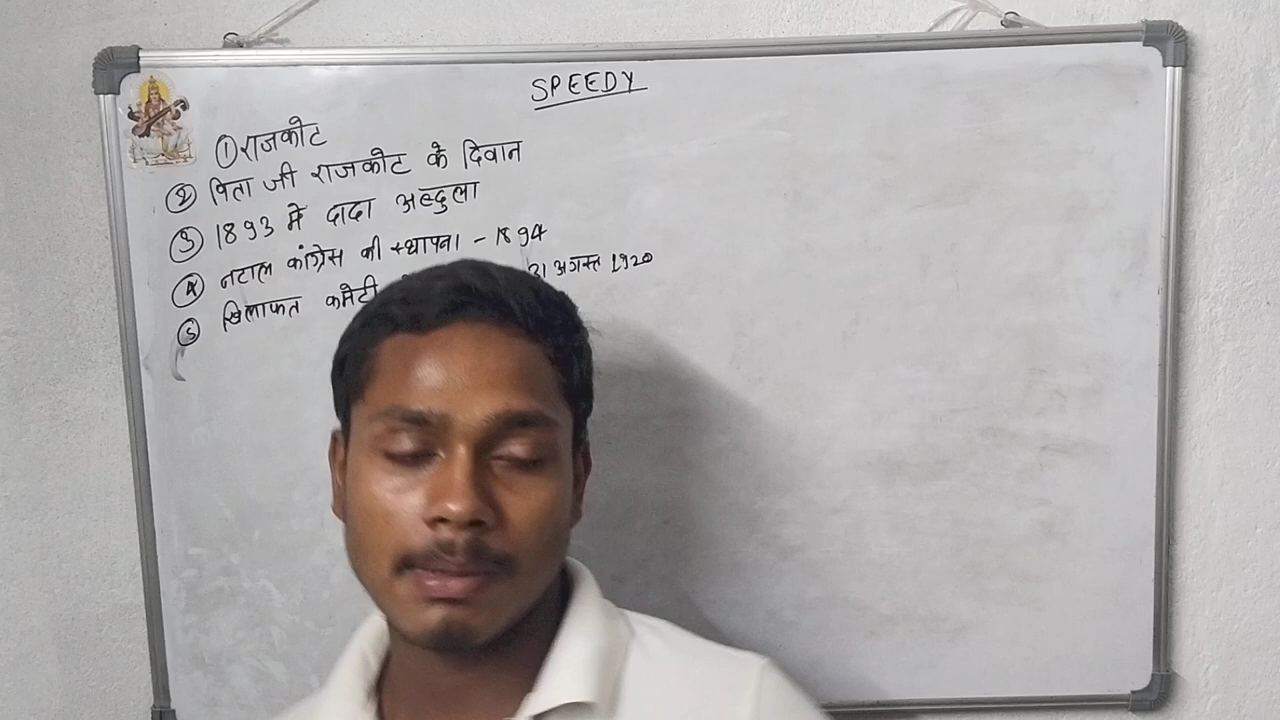 SPEEDY
① राजकोट
② पिता जी राजकोट के दिवान
③ 1893 में दादा अब्दुला
④ नटाल कांग्रेस की स्थापना - 1894
⑤ खिलाफत कमेटी 31 अगस्त 1920